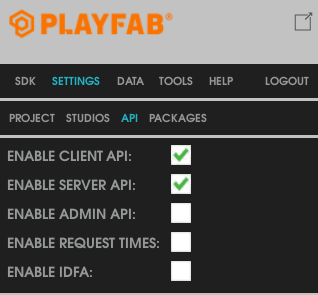 PLAYFAB®
SDK SETTINGS DATA TOOLS HELP LOGOUT
PROJECT STUDIOS API PACKAGES
ENABLE CLIENT API:
ENABLE SERVER API:
ENABLE ADMIN API:
ENABLE REQUEST TIMES:
ENABLE IDFA: